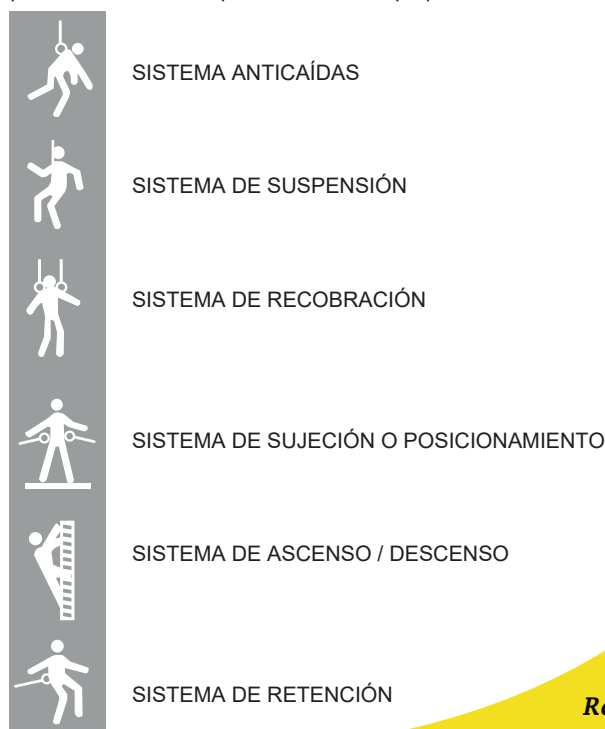 SISTEMA ANTICAÍDAS
SISTEMA DE SUSPENSIÓN
SISTEMA DE RECOBRACIÓN
SISTEMA DE SUJECIÓN O POSICIONAMIENTO
SISTEMA DE ASCENSO / DESCENSO
SISTEMA DE RETENCIÓN